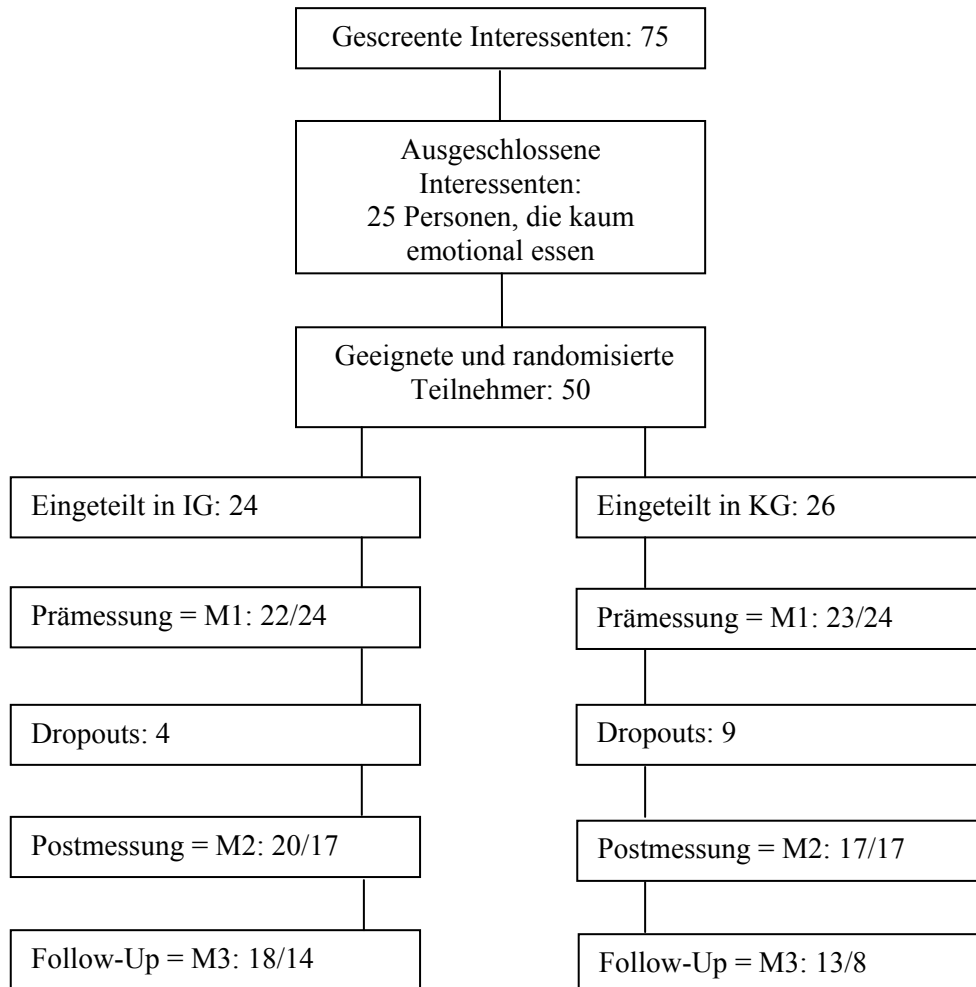 Gescreente Interessenten: 75
Ausgeschlossene
Interessenten:
25 Personen, die kaum
emotional essen
Geeignete und randomisierte
Teilnehmer: 50
Eingeteilt in IG: 24
Eingeteilt in KG: 26
Prämessung = M1: 22/24
Prämessung = M1: 23/24
Dropouts: 4
Dropouts: 9
Postmessung = M2: 20/17
Postmessung = M2: 17/17
Follow-Up = M3: 18/14
Follow-Up = M3: 13/8